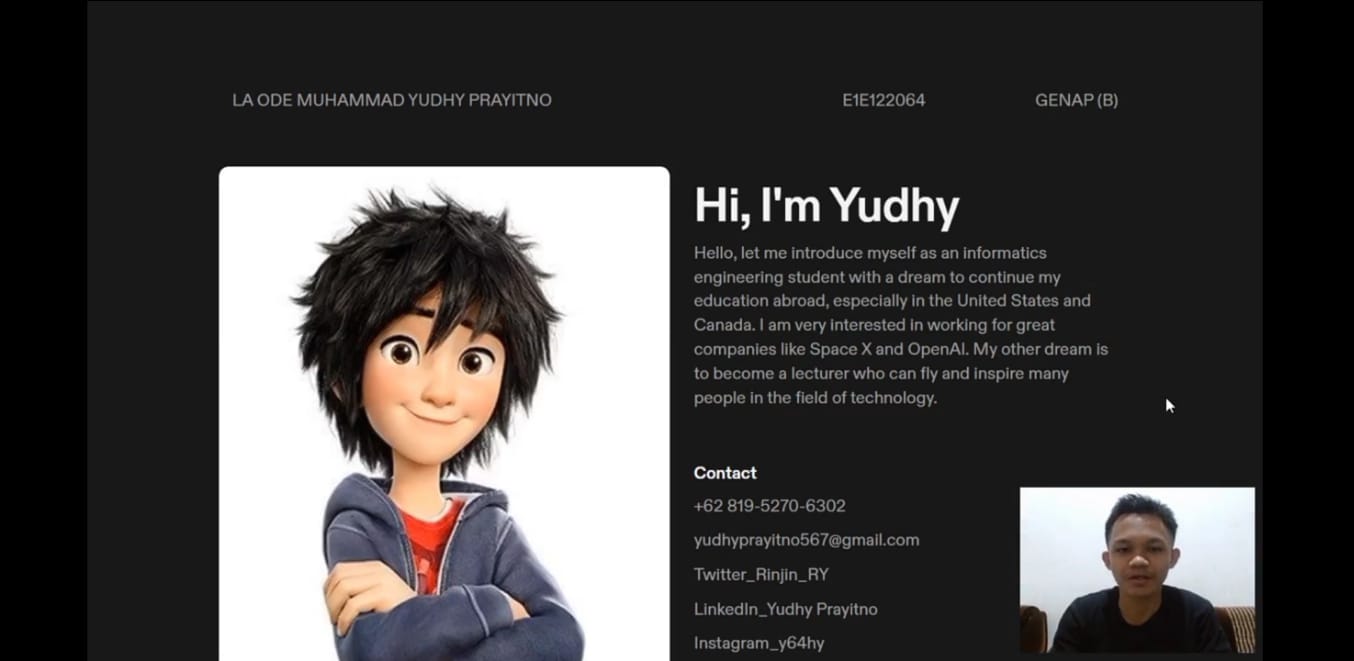 LA ODE MUHAMMAD YUDHY PRAYITNO
E1E122064
GENAP (B)
Hi, I'm Yudhy
Hello, let me introduce myself as an informatics
engineering student with a dream to continue my
education abroad, especially in the United States and
Canada. I am very interested in working for great
companies like Space X and OpenAI. My other dream is
to become a lecturer who can fly and inspire many
people in the field of technology.
Contact
+62 819-5270-6302
yudhyprayitno567@gmail.com
Twitter_Rinjin_RY
LinkedIn_Yudhy Prayitno
Instagram_y64hy